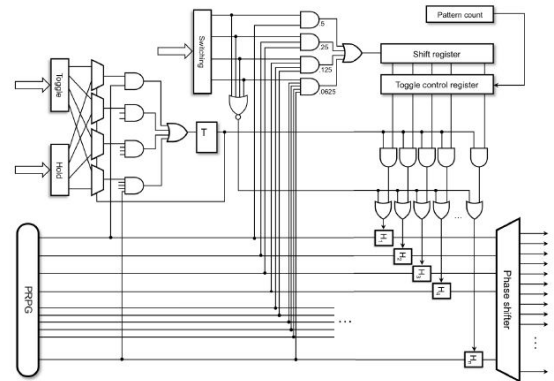 Pattern count
Switching
5
25
125
0625
Shift register
Toggle control register
Toggle
Hold
T
PRPG
H
H
H
H
H
Phase shifter